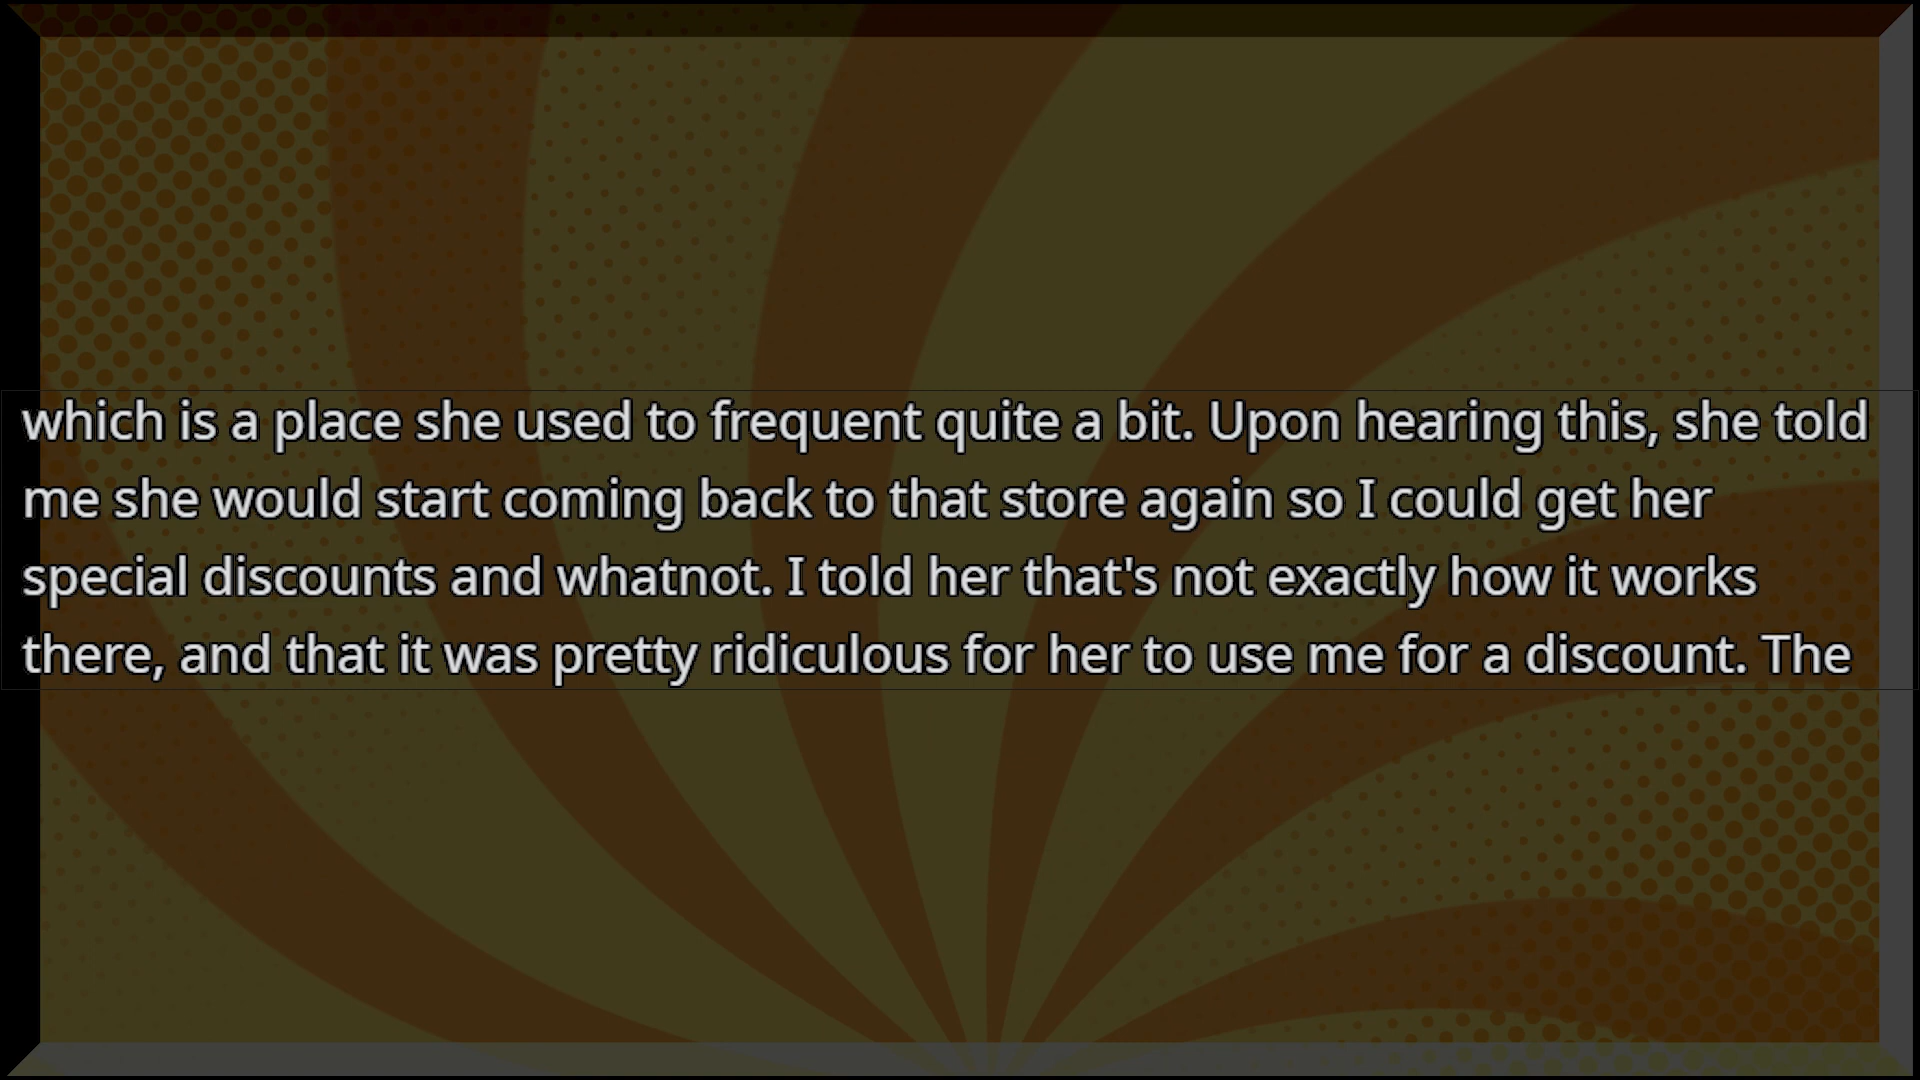 which is a place she used to frequent quite a bit. Upon hearing this, she told
me she would start coming back to that store again so I could get her
special discounts and whatnot. I told her that's not exactly how it works
there, and that it was pretty ridiculous for her to use me for a discount. The